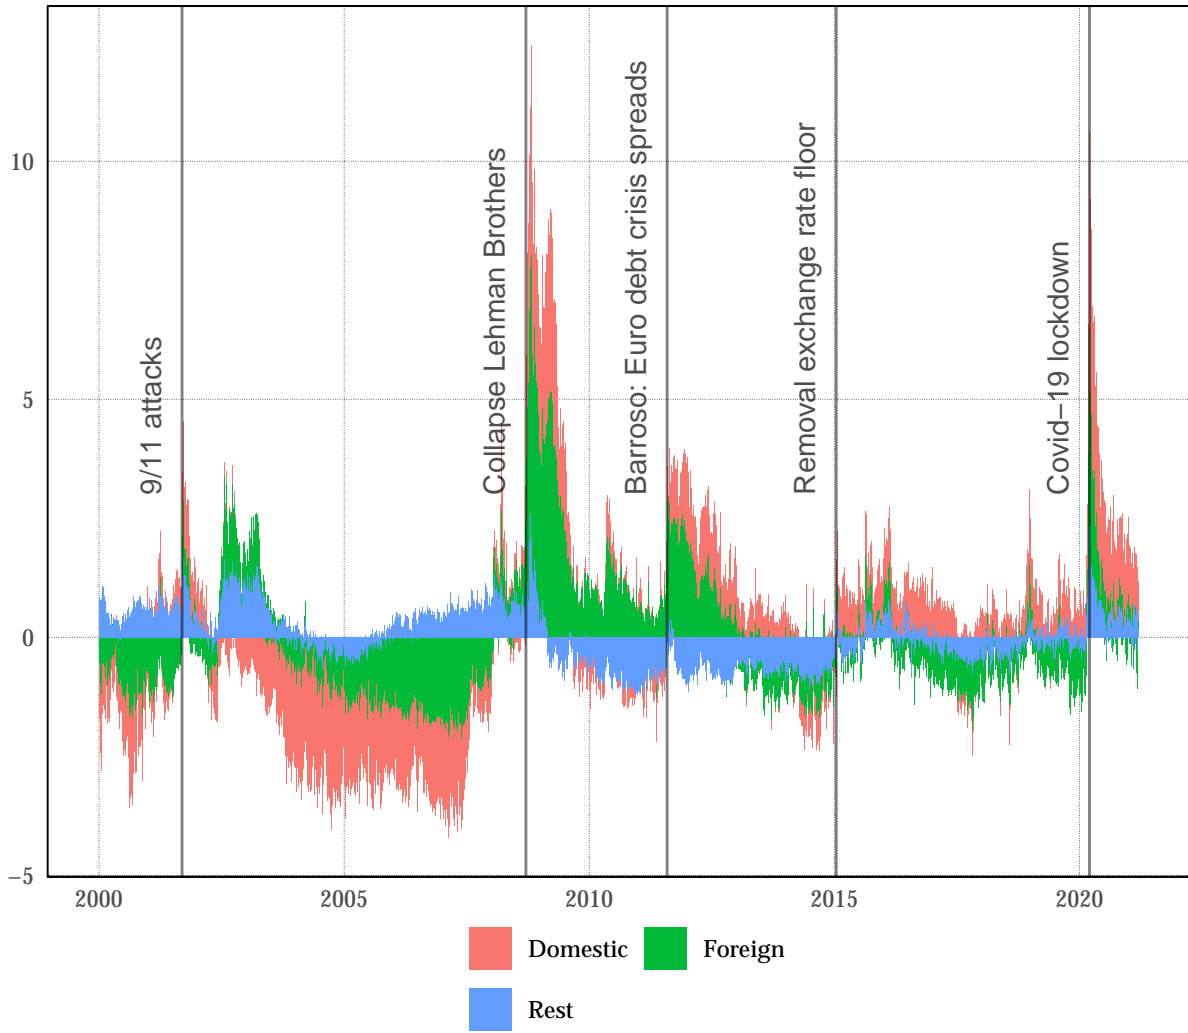 10
5
0
−5
9/11 attacks
Collapse Lehman Brothers
Barroso: Euro debt crisis spreads
Removal exchange rate floor
Covid−19 lockdown
2000
2005
2010
2015
2020
Domestic
Foreign
Rest